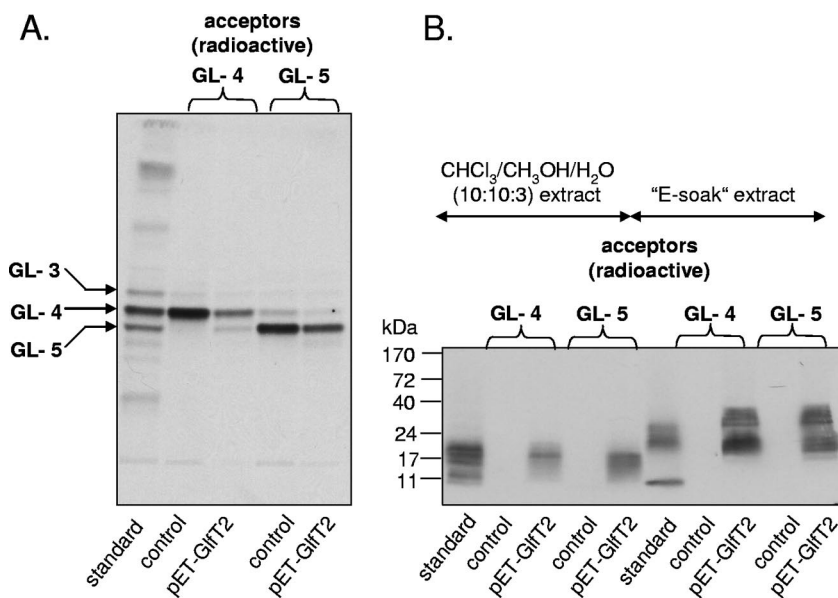 A.
acceptors
(radioactive)
GL- 4 GL- 5
GL- 3
GL- 4
GL- 5
standard
control
pET-GlfT2
control
pET-GlfT2
B.
CHCl₃/CH₃OH/H₂O
(10:10:3) extract
"E-soak" extract
acceptors
(radioactive)
GL- 4 GL- 5 GL- 4 GL- 5
kDa
170
72
40
24
17
11
standard
control
pET-GlfT2
control
pET-GlfT2
standard
control
pET-GlfT2
control
pET-GlfT2